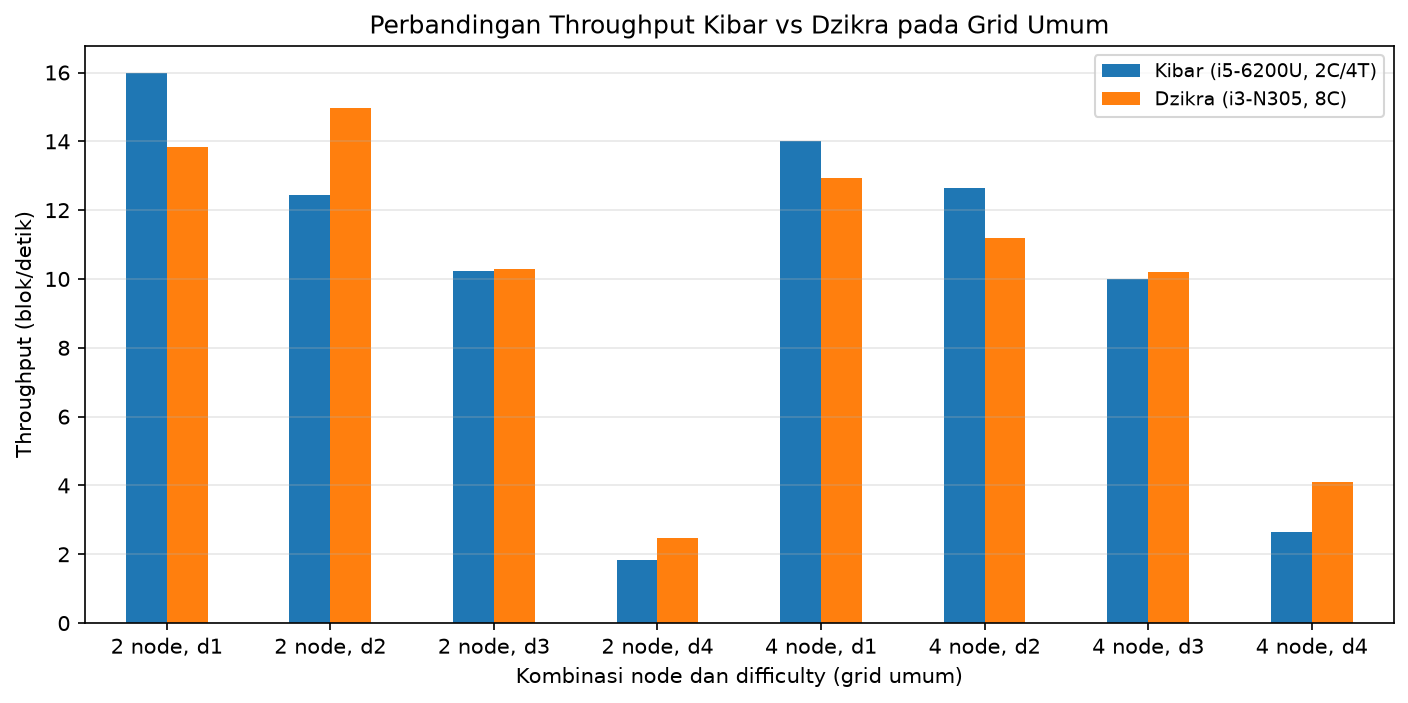 Perbandingan Throughput Kibar vs Dzikra pada Grid Umum
Kibar (i5-6200U, 2C/4T)
Dzikra (i3-N305, 8C)
Throughput (blok/detik)
16
14
12
10
8
6
4
2
0
2 node, d1
2 node, d2
2 node, d3
2 node, d4
4 node, d1
4 node, d2
4 node, d3
4 node, d4
Kombinasi node dan difficulty (grid umum)